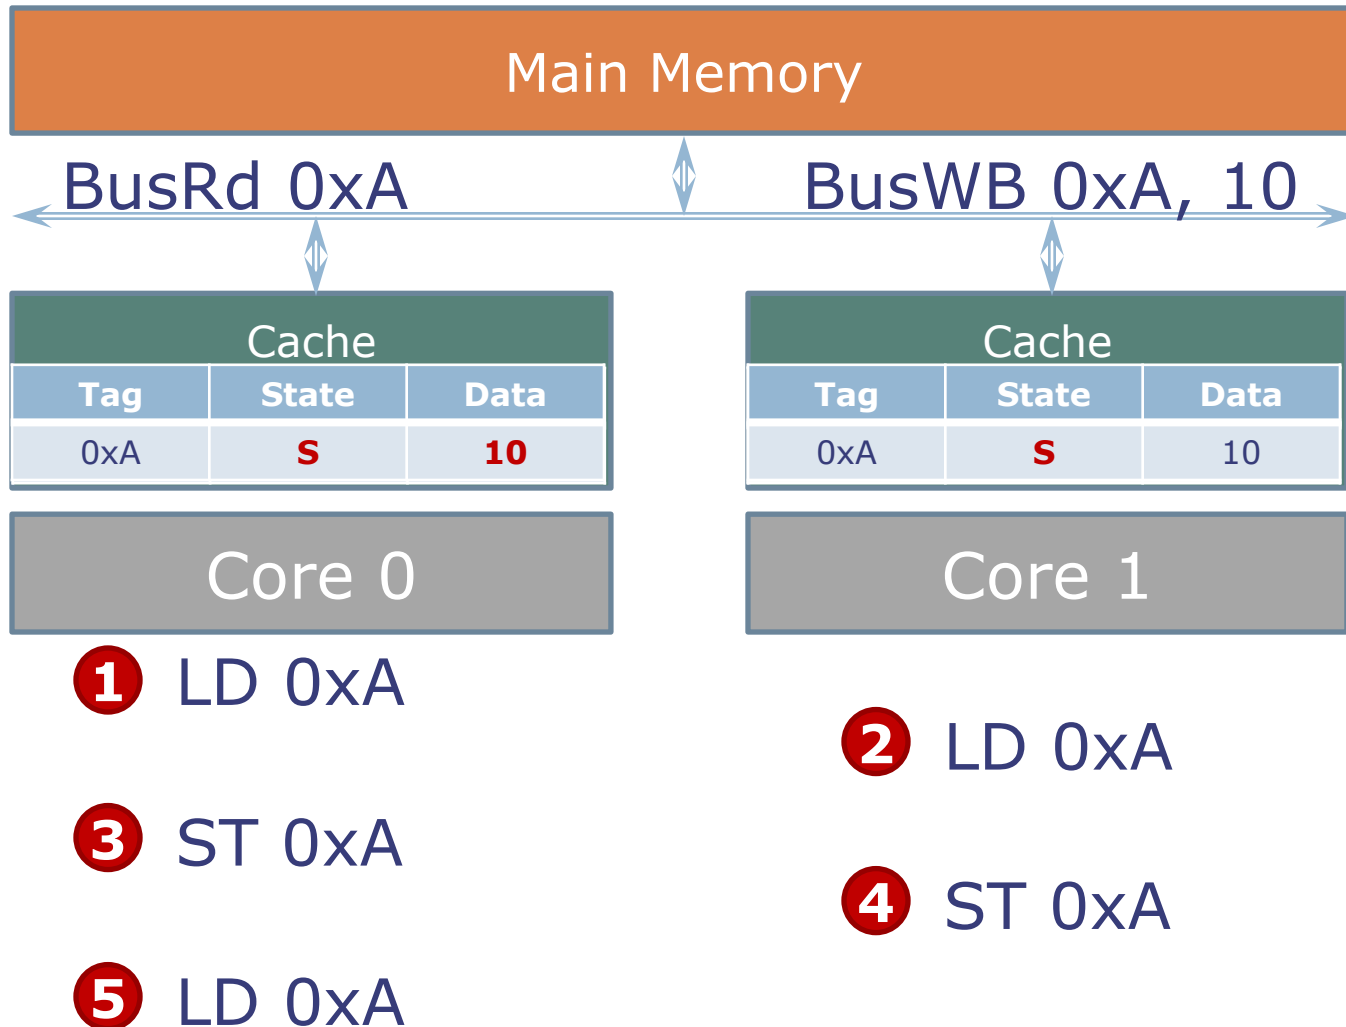 Main Memory
BusRd 0xA
BusWB 0xA, 10
Cache
Tag State Data
0xA S 10
Cache
Tag State Data
0xA S 10
Core 0
Core 1
1 LD 0xA
2 LD 0xA
3 ST 0xA
4 ST 0xA
5 LD 0xA